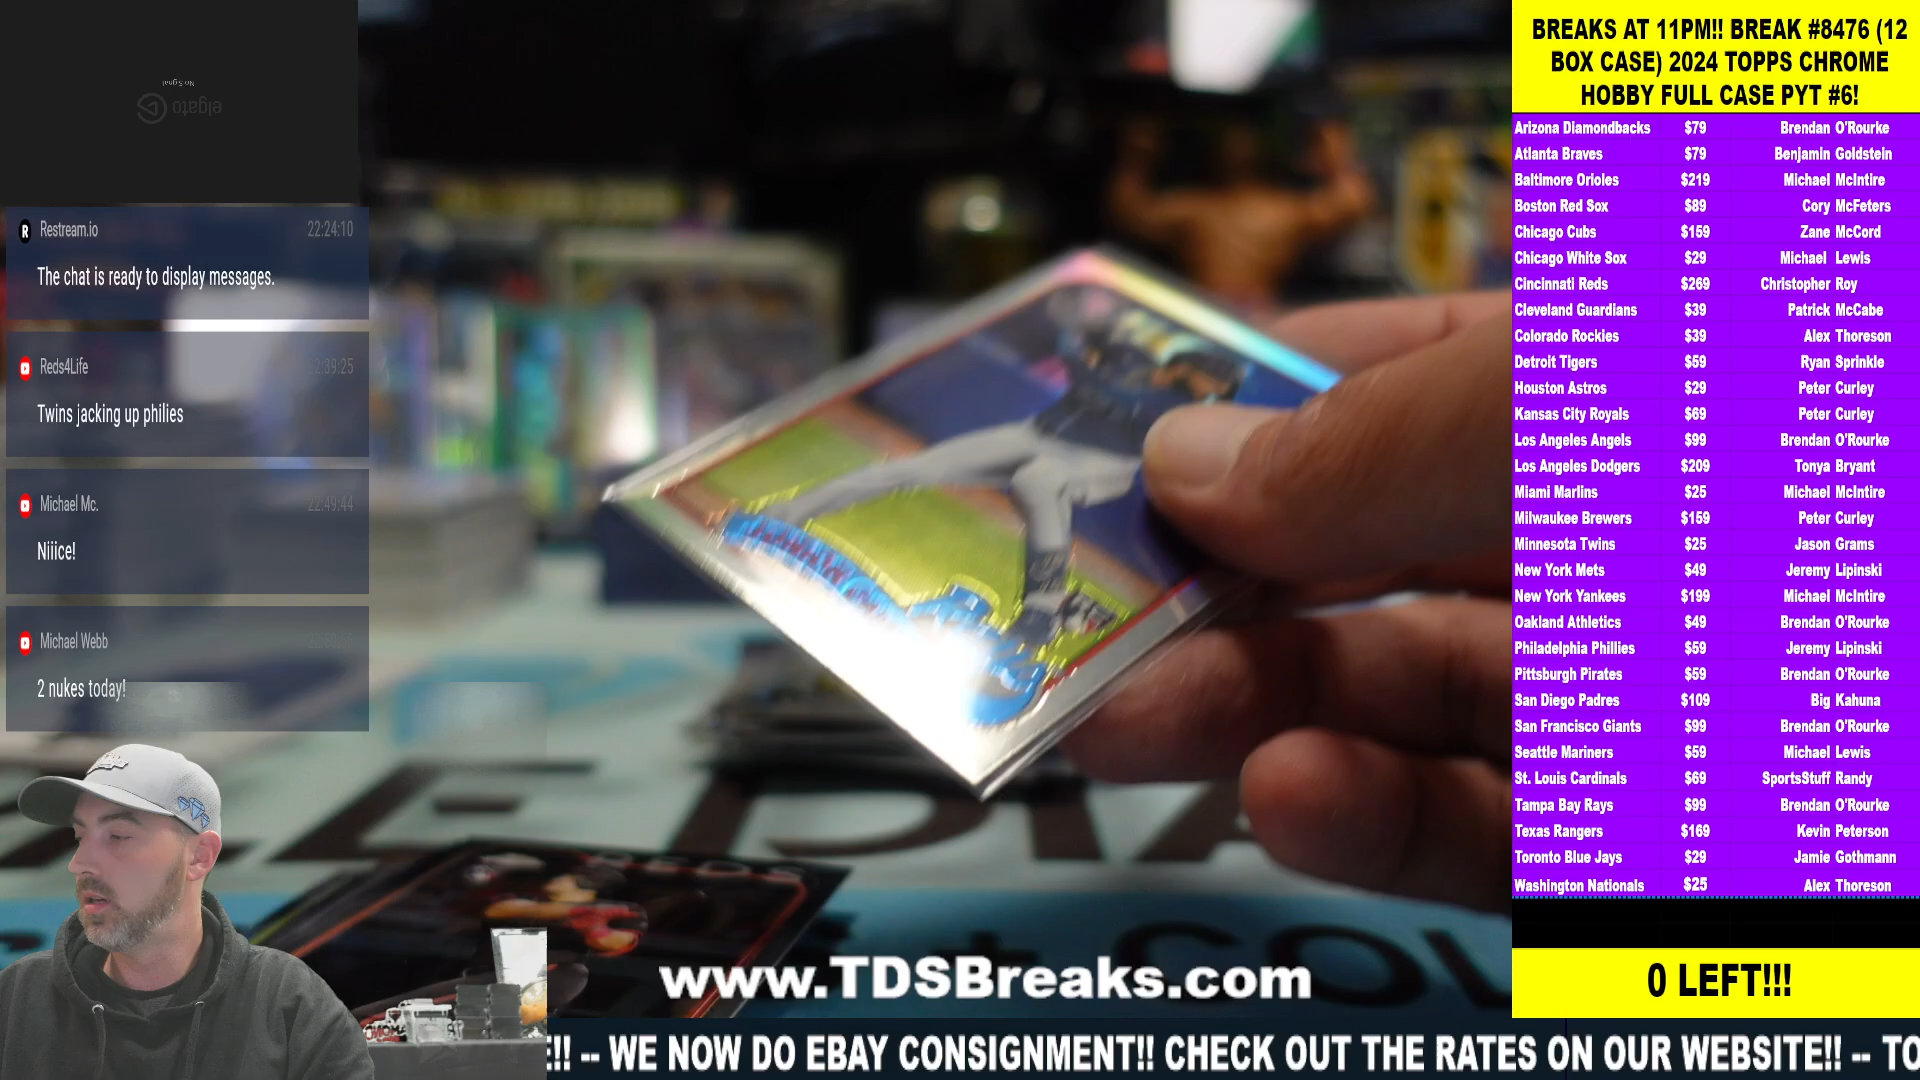 No Signal
elgato
Restream.io 22:24:10
The chat is ready to display messages.
Reds4Life 22:39:25
Twins jacking up philies
Michael Mc. 22:49:44
Niiice!
Michael Webb
2 nukes today!
BREAKS AT 11PM!! BREAK #8476 (12
BOX CASE) 2024 TOPPS CHROME
HOBBY FULL CASE PYT #6!
Arizona Diamondbacks $79 Brendan O'Rourke
Atlanta Braves $79 Benjamin Goldstein
Baltimore Orioles $219 Michael McIntire
Boston Red Sox $89 Cory McFeters
Chicago Cubs $159 Zane McCord
Chicago White Sox $29 Michael Lewis
Cincinnati Reds $269 Christopher Roy
Cleveland Guardians $39 Patrick McCabe
Colorado Rockies $39 Alex Thoreson
Detroit Tigers $59 Ryan Sprinkle
Houston Astros $29 Peter Curley
Kansas City Royals $69 Peter Curley
Los Angeles Angels $99 Brendan O'Rourke
Los Angeles Dodgers $209 Tonya Bryant
Miami Marlins $25 Michael McIntire
Milwaukee Brewers $159 Peter Curley
Minnesota Twins $25 Jason Grams
New York Mets $49 Jeremy Lipinski
New York Yankees $199 Michael McIntire
Oakland Athletics $49 Brendan O'Rourke
Philadelphia Phillies $59 Jeremy Lipinski
Pittsburgh Pirates $59 Brendan O'Rourke
San Diego Padres $109 Big Kahuna
San Francisco Giants $99 Brendan O'Rourke
Seattle Mariners $59 Michael Lewis
St. Louis Cardinals $69 SportsStuff Randy
Tampa Bay Rays $99 Brendan O'Rourke
Texas Rangers $169 Kevin Peterson
Toronto Blue Jays $29 Jamie Gothmann
Washington Nationals $25 Alex Thoreson
0 LEFT!!!
www.TDSBreaks.com
!! -- WE NOW DO EBAY CONSIGNMENT!! CHECK OUT THE RATES ON OUR WEBSITE!! -- TO